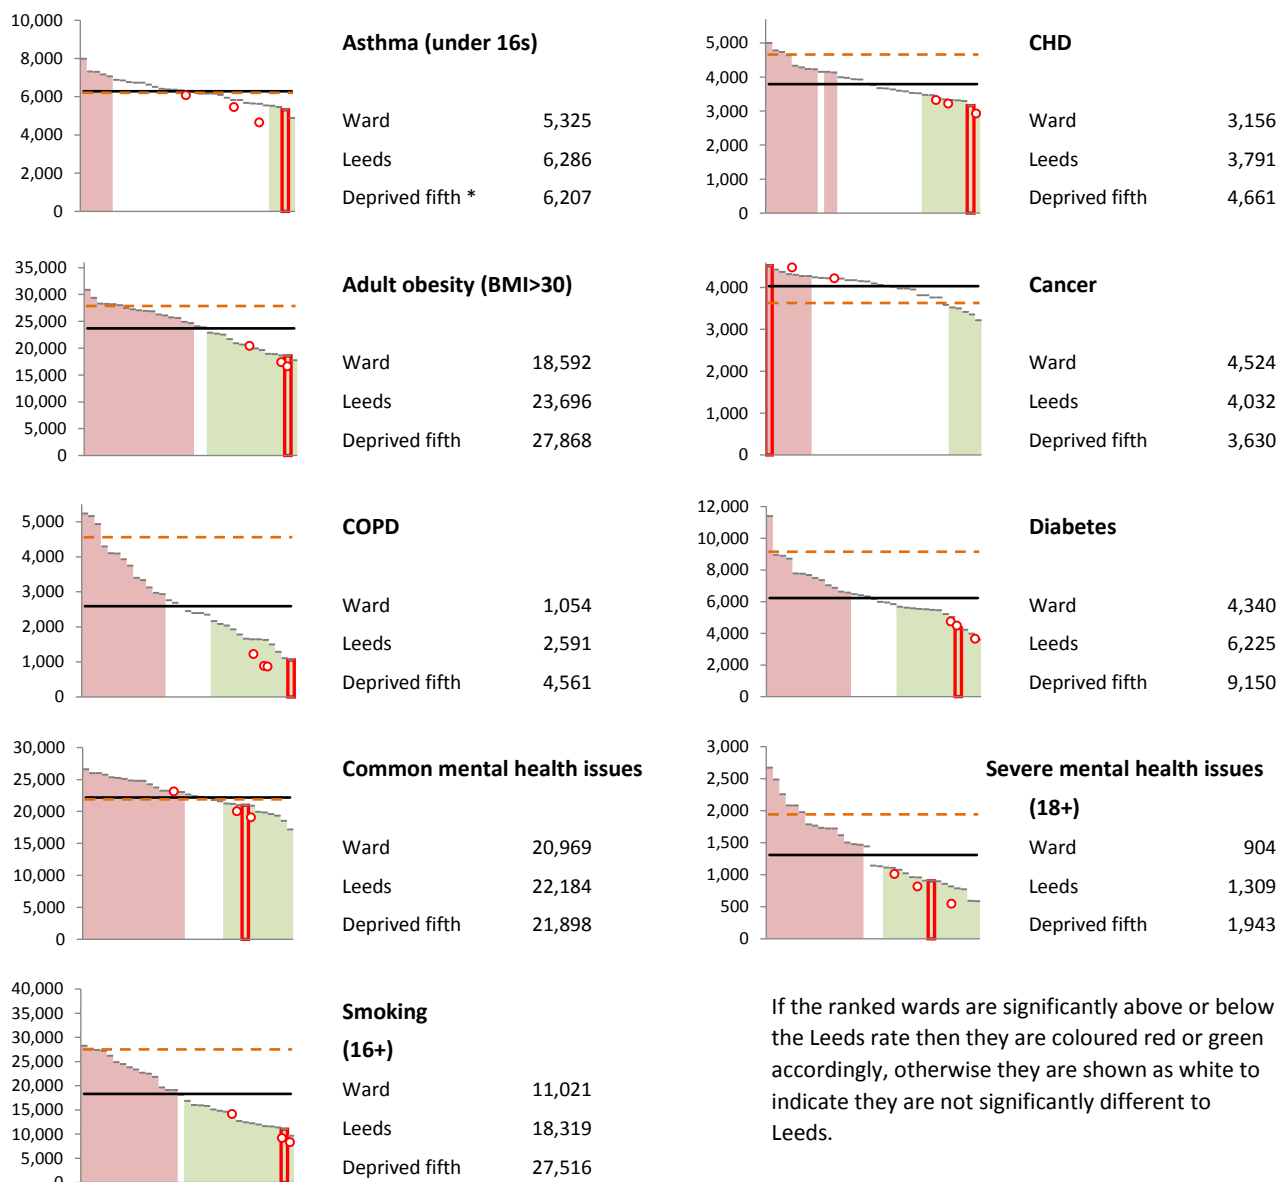 10,000
8,000
6,000
4,000
2,000
0
Asthma (under 16s)
Ward 5,325
Leeds 6,286
Deprived fifth * 6,207
5,000
4,000
3,000
2,000
1,000
0
CHD
Ward 3,156
Leeds 3,791
Deprived fifth 4,661
35,000
30,000
25,000
20,000
15,000
10,000
5,000
0
Adult obesity (BMI>30)
Ward 18,592
Leeds 23,696
Deprived fifth 27,868
4,000
3,000
2,000
1,000
0
Cancer
Ward 4,524
Leeds 4,032
Deprived fifth 3,630
5,000
4,000
3,000
2,000
1,000
0
COPD
Ward 1,054
Leeds 2,591
Deprived fifth 4,561
12,000
10,000
8,000
6,000
4,000
2,000
0
Diabetes
Ward 4,340
Leeds 6,225
Deprived fifth 9,150
30,000
25,000
20,000
15,000
10,000
5,000
0
Common mental health issues
Ward 20,969
Leeds 22,184
Deprived fifth 21,898
3,000
2,500
2,000
1,500
1,000
500
0
Severe mental health issues
(18+)
Ward 904
Leeds 1,309
Deprived fifth 1,943
40,000
35,000
30,000
25,000
20,000
15,000
10,000
5,000
0
Smoking
(16+)
Ward 11,021
Leeds 18,319
Deprived fifth 27,516
If the ranked wards are significantly above or below
the Leeds rate then they are coloured red or green
accordingly, otherwise they are shown as white to
indicate they are not significantly different to
Leeds.